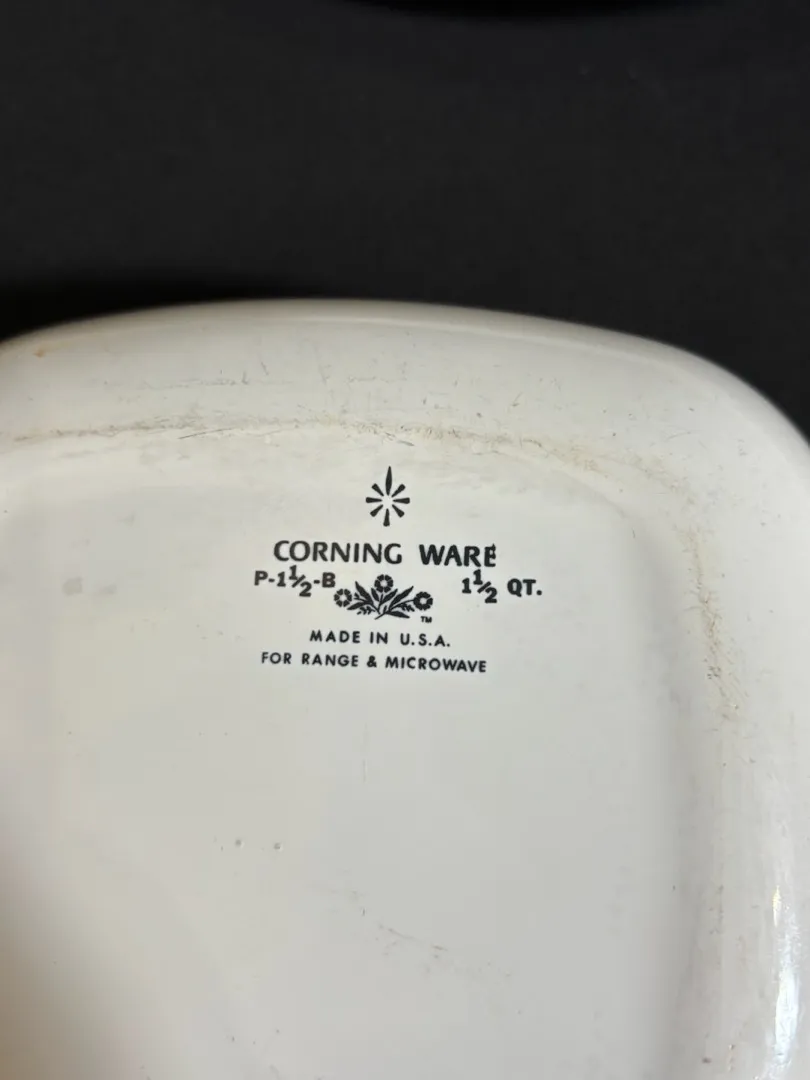 CORNING WARE
P-1½-B 1½ QT.
TM
MADE IN U.S.A.
FOR RANGE & MICROWAVE